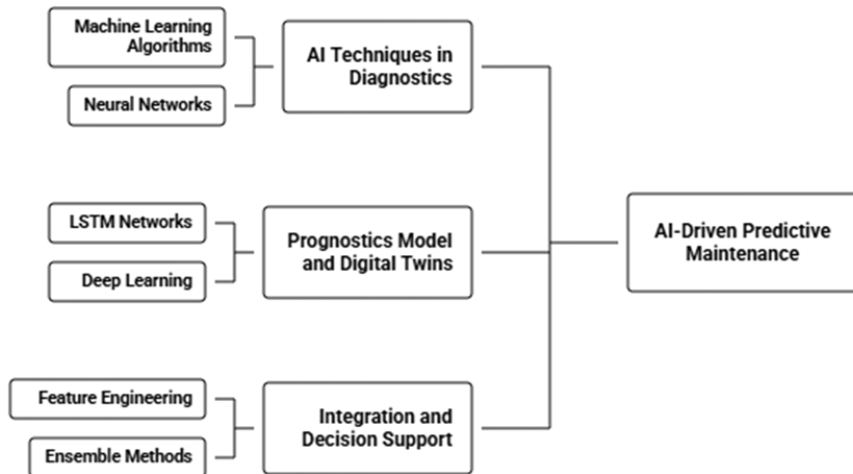 Machine Learning
Algorithms
Neural Networks
AI Techniques in
Diagnostics
LSTM Networks
Deep Learning
Prognostics Model
and Digital Twins
Feature Engineering
Ensemble Methods
Integration and
Decision Support
AI-Driven Predictive
Maintenance